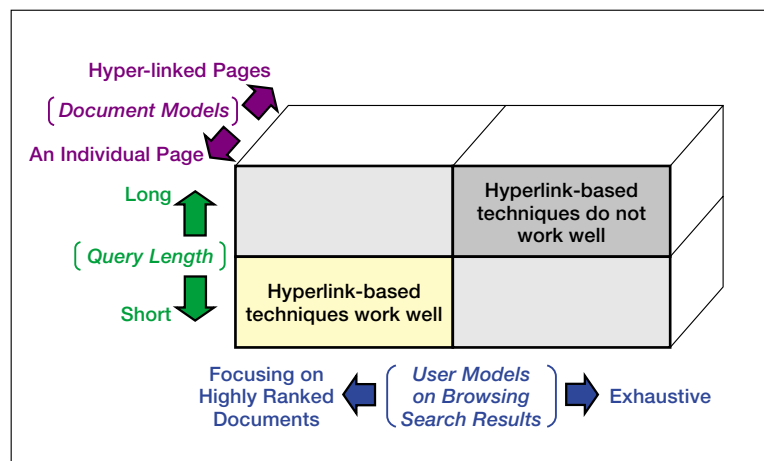 Hyper-linked Pages
Document Models
An Individual Page
Long
Hyperlink-based
techniques do not
work well
Query Length
Short
Hyperlink-based
techniques work well
Focusing on
Highly Ranked
Documents
User Models
on Browsing
Search Results
Exhaustive